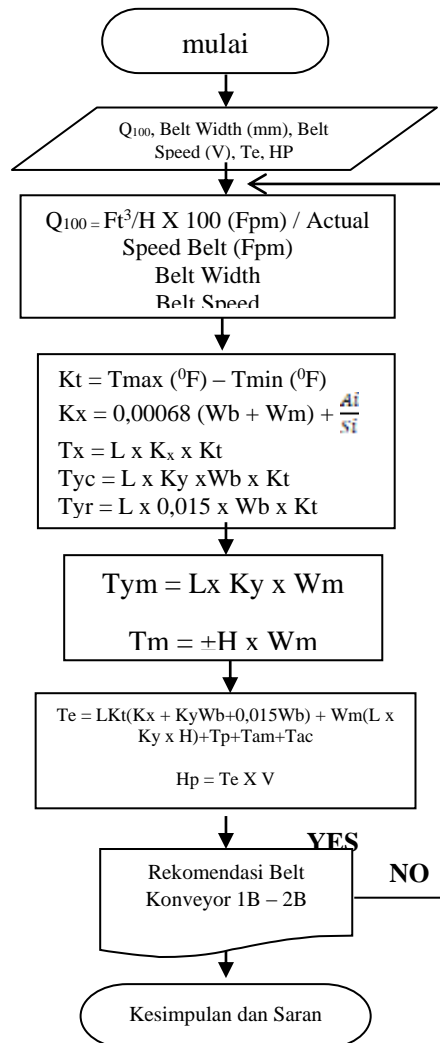 mulai
Q₁₀₀, Belt Width (mm), Belt
Speed (V), Te, HP
Q₁₀₀ = Ft³/H X 100 (Fpm) / Actual
Speed Belt (Fpm)
Belt Width
Belt Speed
Kt = Tmax (⁰F) – Tmin (⁰F)
Kx = 0,00068 (Wb + Wm) + Ai/Si
Tx = L x Kₓ x Kt
Tyc = L x Ky xWb x Kt
Tyr = L x 0,015 x Wb x Kt
Tym = Lx Ky x Wm
Tm = ±H x Wm
Te = LKt(Kx + KyWb+0,015Wb) + Wm(L x
Ky x H)+Tp+Tam+Tac
Hp = Te X V
YES
NO
Rekomendasi Belt
Konveyor 1B – 2B
Kesimpulan dan Saran